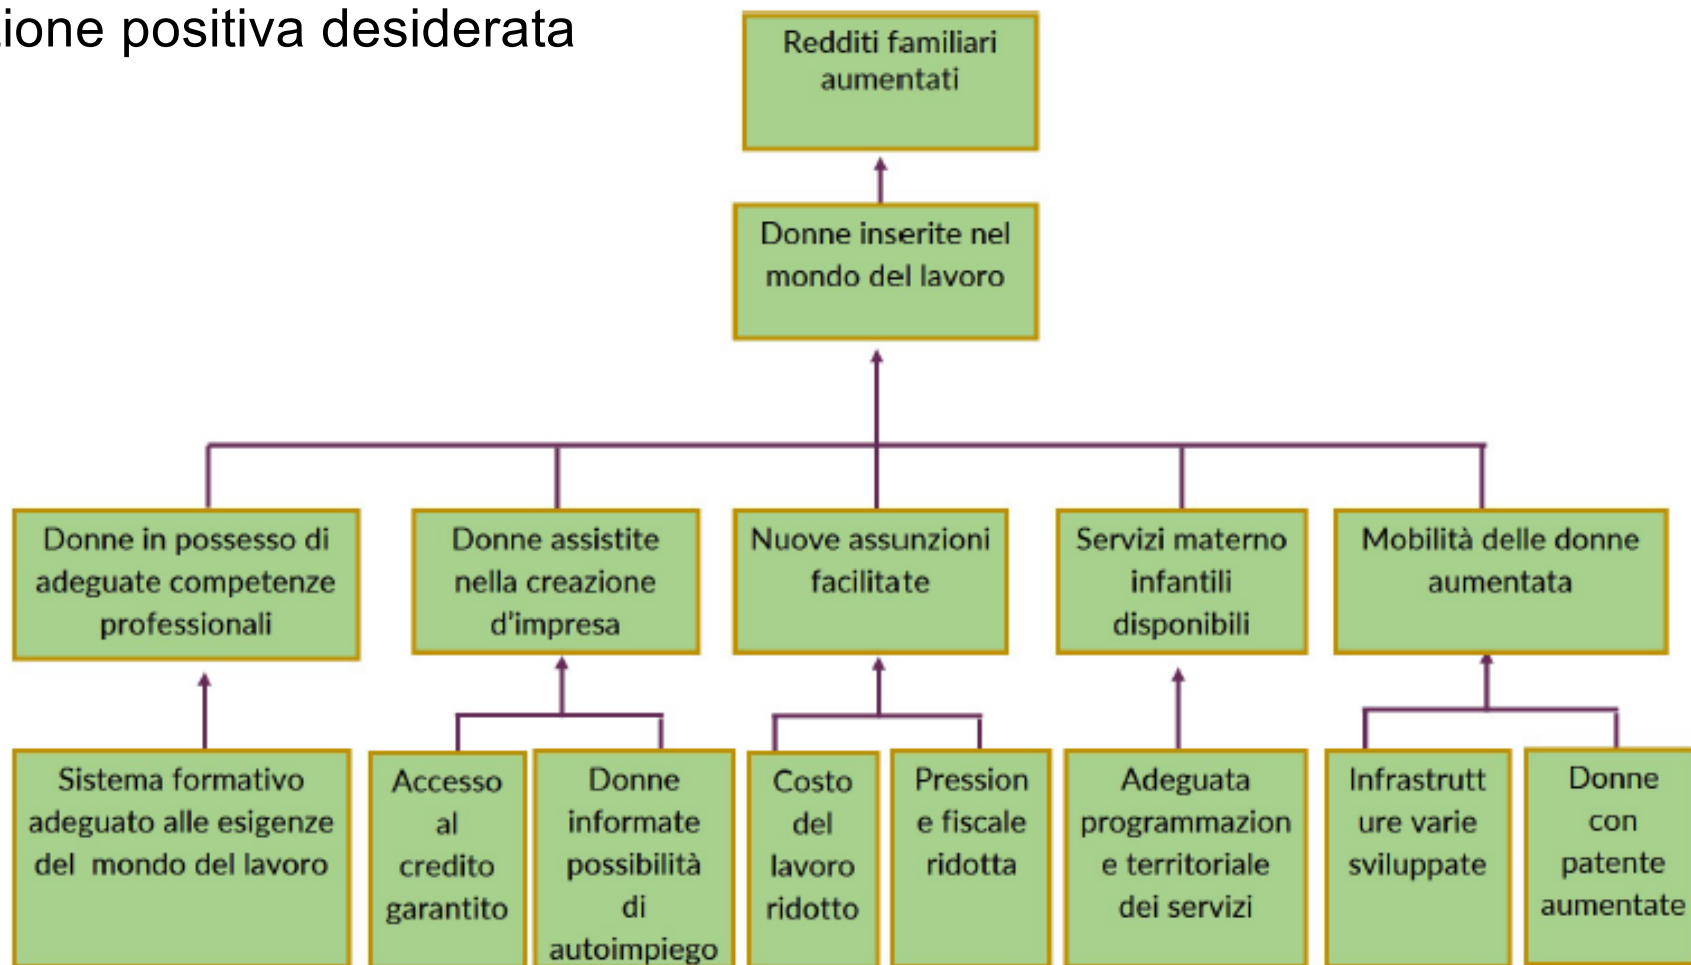 ione positiva desiderata
Redditi familiari
aumentati
Donne inserite nel
mondo del lavoro
Donne in possesso di
adeguate competenze
professionali
Donne assistite
nella creazione
d'impresa
Nuove assunzioni
facilitate
Servizi materno
infantili
disponibili
Mobilità delle donne
aumentata
Sistema formativo
adeguato alle esigenze
del mondo del lavoro
Accesso
al
credito
garantito
Donne
informate
possibilità
di
autoimpiego
Costo
del
lavoro
ridotto
Pression
e fiscale
ridotta
Adeguata
programmazion
e territoriale
dei servizi
Infrastrutt
ure varie
sviluppate
Donne
con
patente
aumentate